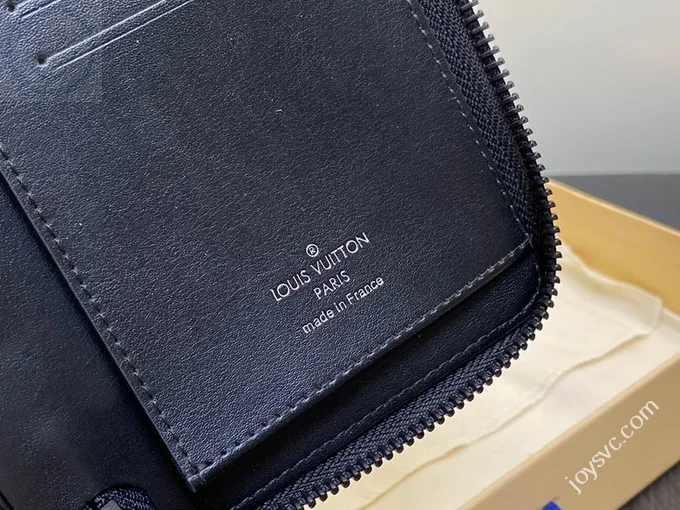 ®
LOUIS VUITTON
PARIS
made in France
joysvc.com